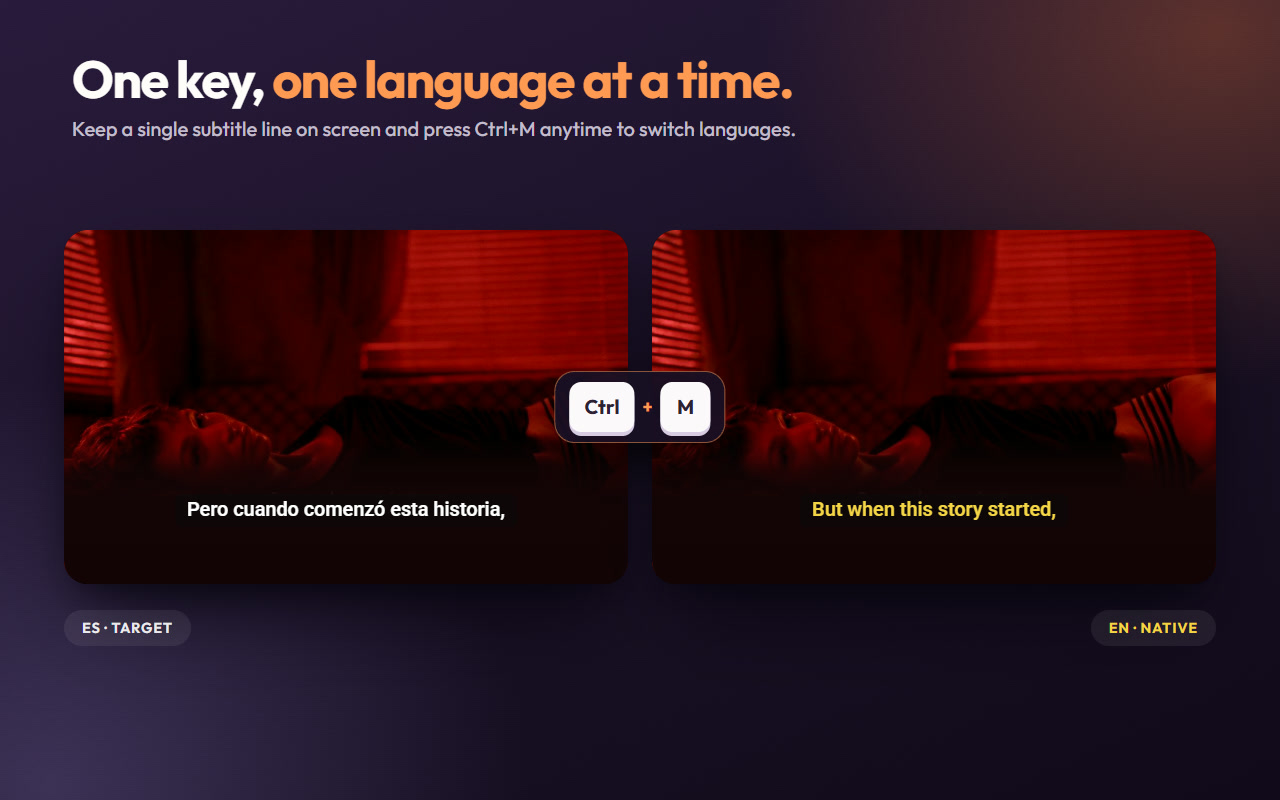 One key, one language at a time.
Keep a single subtitle line on screen and press Ctrl+M anytime to switch languages.
Ctrl + M
Pero cuando comenzó esta historia,
But when this story started,
ES · TARGET
EN · NATIVE